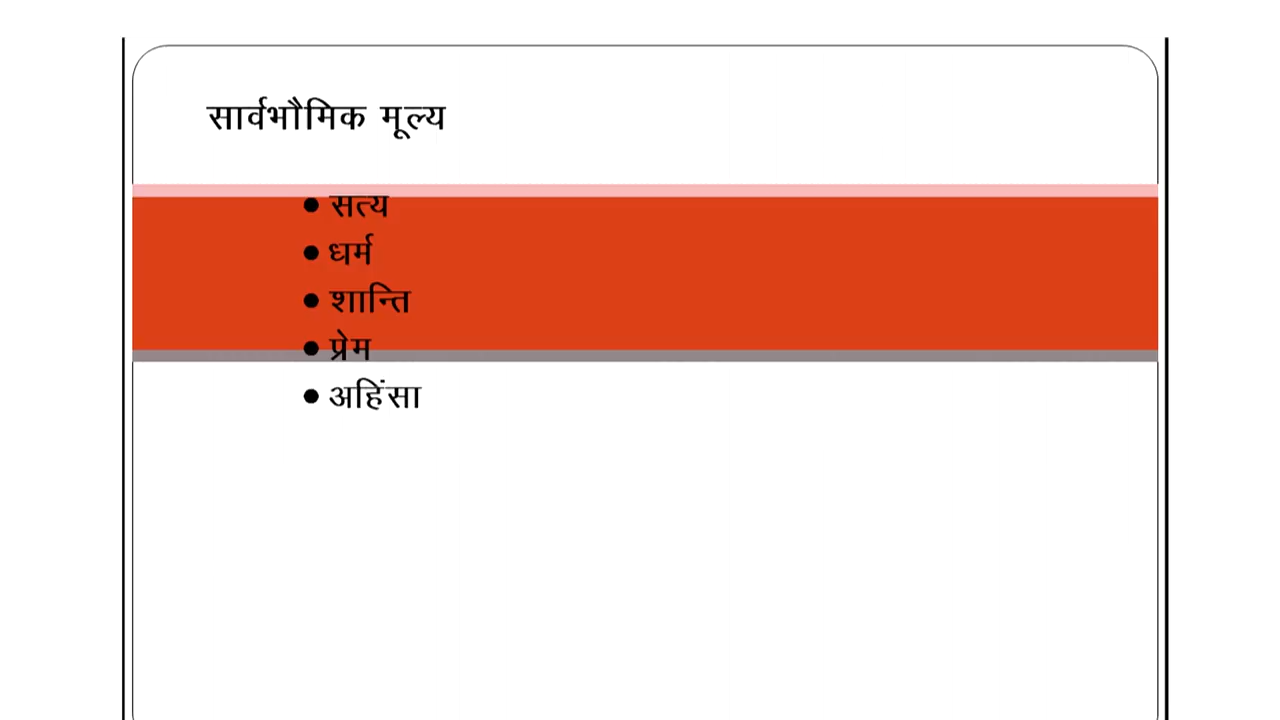 सार्वभौमिक मूल्य
• सत्य
• धर्म
• शान्ति
• प्रेम
• अहिंसा